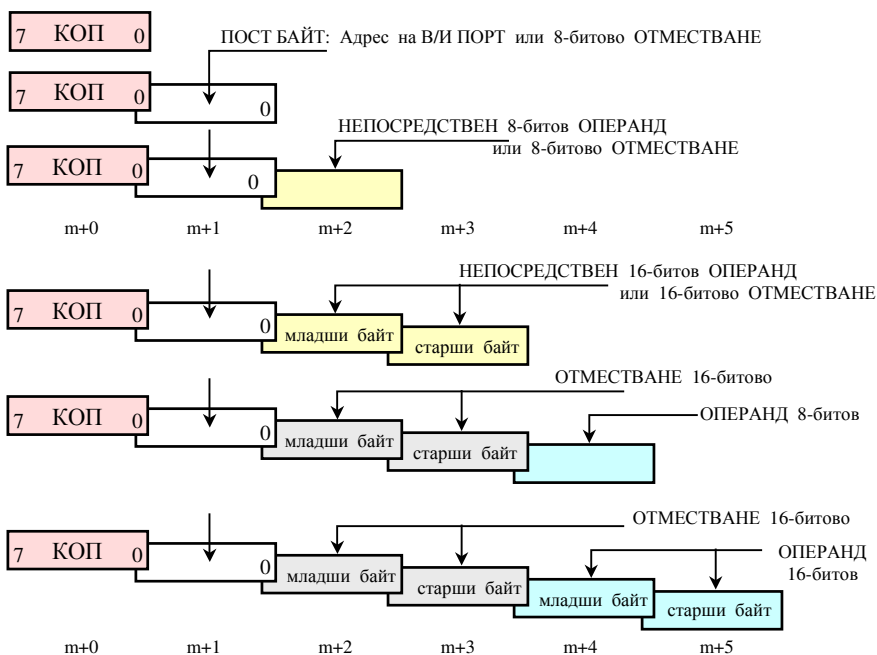 7 КОП 0
ПОСТ БАЙТ: Адрес на В/И ПОРТ или 8-битово ОТМЕСТВАНЕ
7 КОП 0
0
НЕПОСРЕДСТВЕН 8-битов ОПЕРАНД
или 8-битово ОТМЕСТВАНЕ
7 КОП 0
0
m+0 m+1 m+2 m+3 m+4 m+5
НЕПОСРЕДСТВЕН 16-битов ОПЕРАНД
или 16-битово ОТМЕСТВАНЕ
7 КОП 0
0
младши байт
старши байт
ОТМЕСТВАНЕ 16-битово
ОПЕРАНД 8-битов
7 КОП 0
0
младши байт
старши байт
ОТМЕСТВАНЕ 16-битово
ОПЕРАНД
16-битов
7 КОП 0
0
младши байт
старши байт
младши байт
старши байт
m+0 m+1 m+2 m+3 m+4 m+5